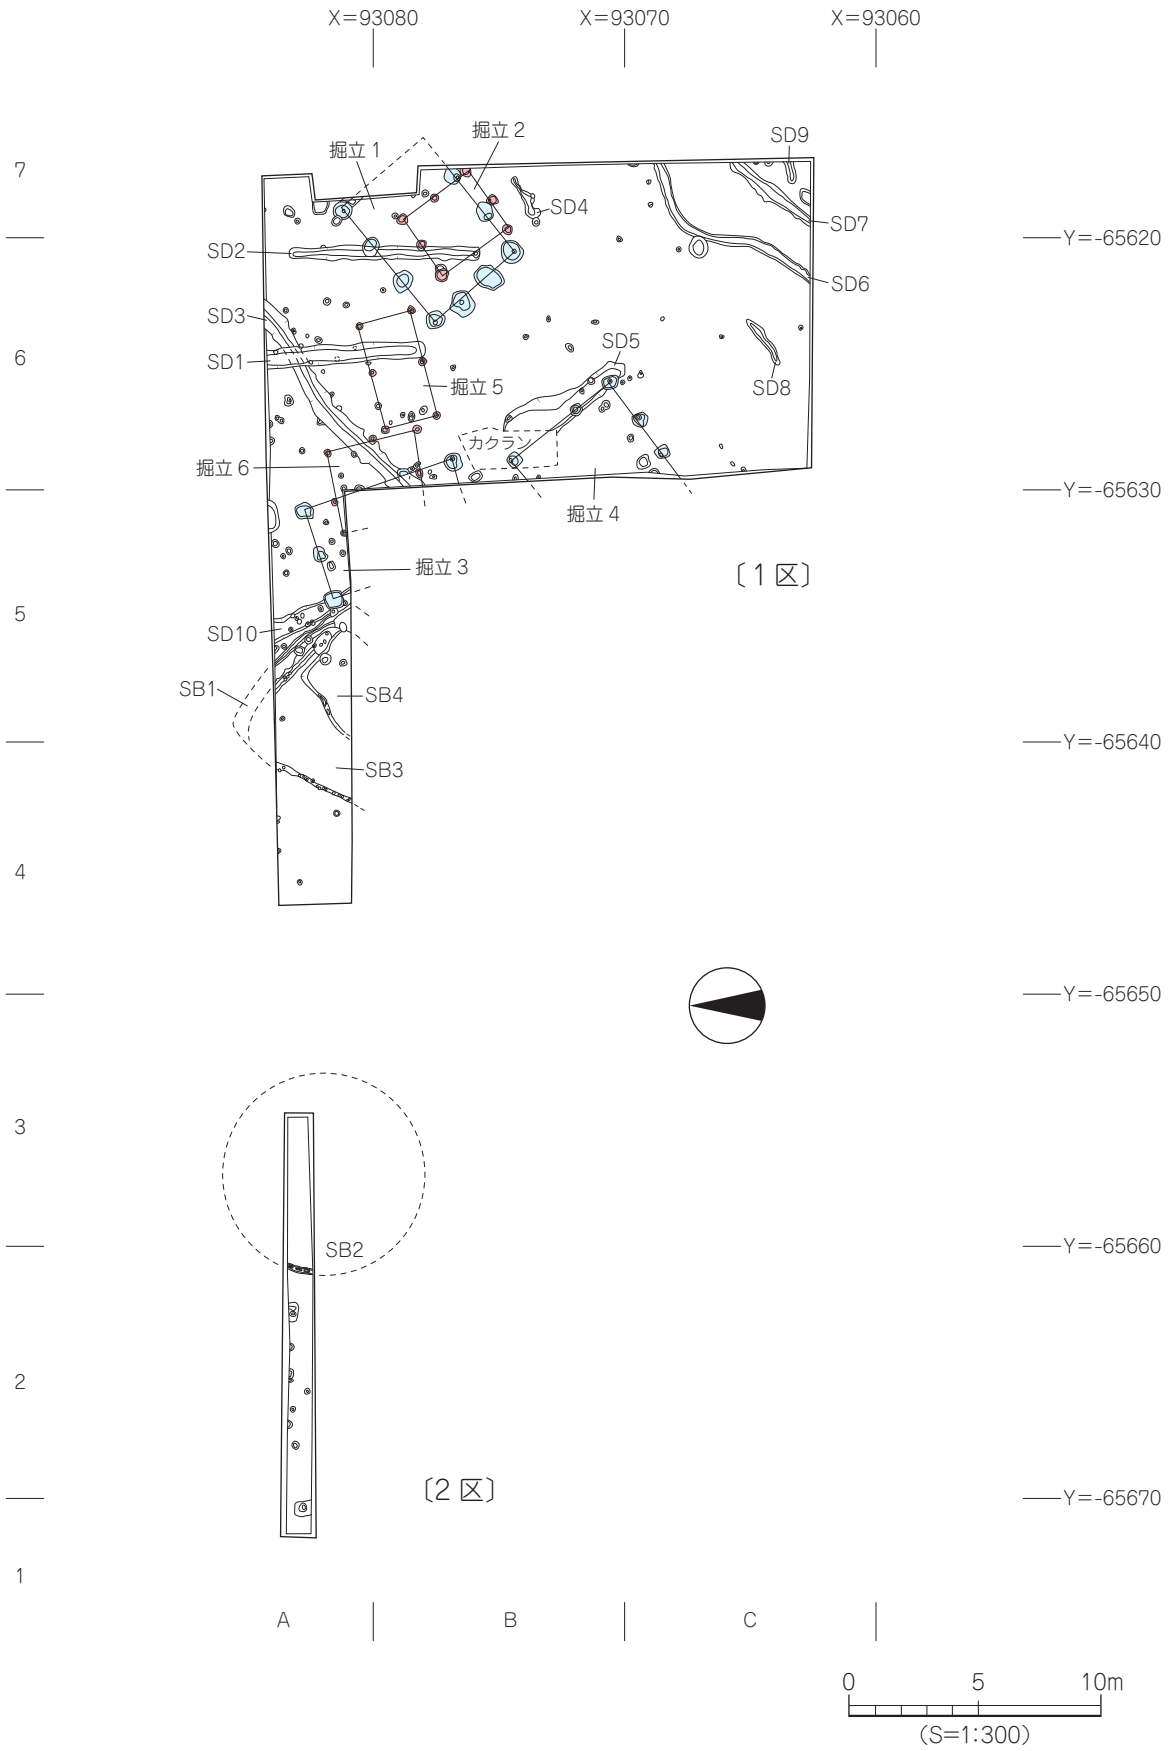 X=93080 X=93070 X=93060
掘立2 SD9
掘立1
7
SD4
SD7
SD2 Y=-65620
SD6
SD3
SD5
6 SD1
掘立5 SD8
カクラン
掘立6
Y=-65630
掘立4
掘立3 〔1区〕
5
SD10
SB1 SB4
Y=-65640
SB3
4
Y=-65650
3
SB2 Y=-65660
2
〔2区〕 Y=-65670
1
A B C
0 5 10m
(S=1:300)